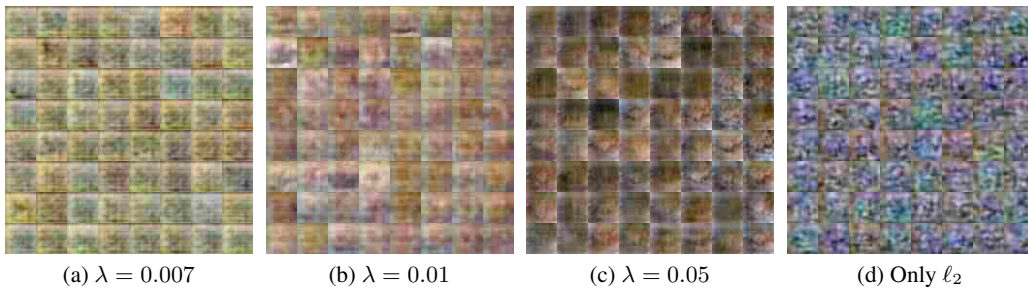 (a) λ = 0.007
(b) λ = 0.01
(c) λ = 0.05
(d) Only ℓ₂